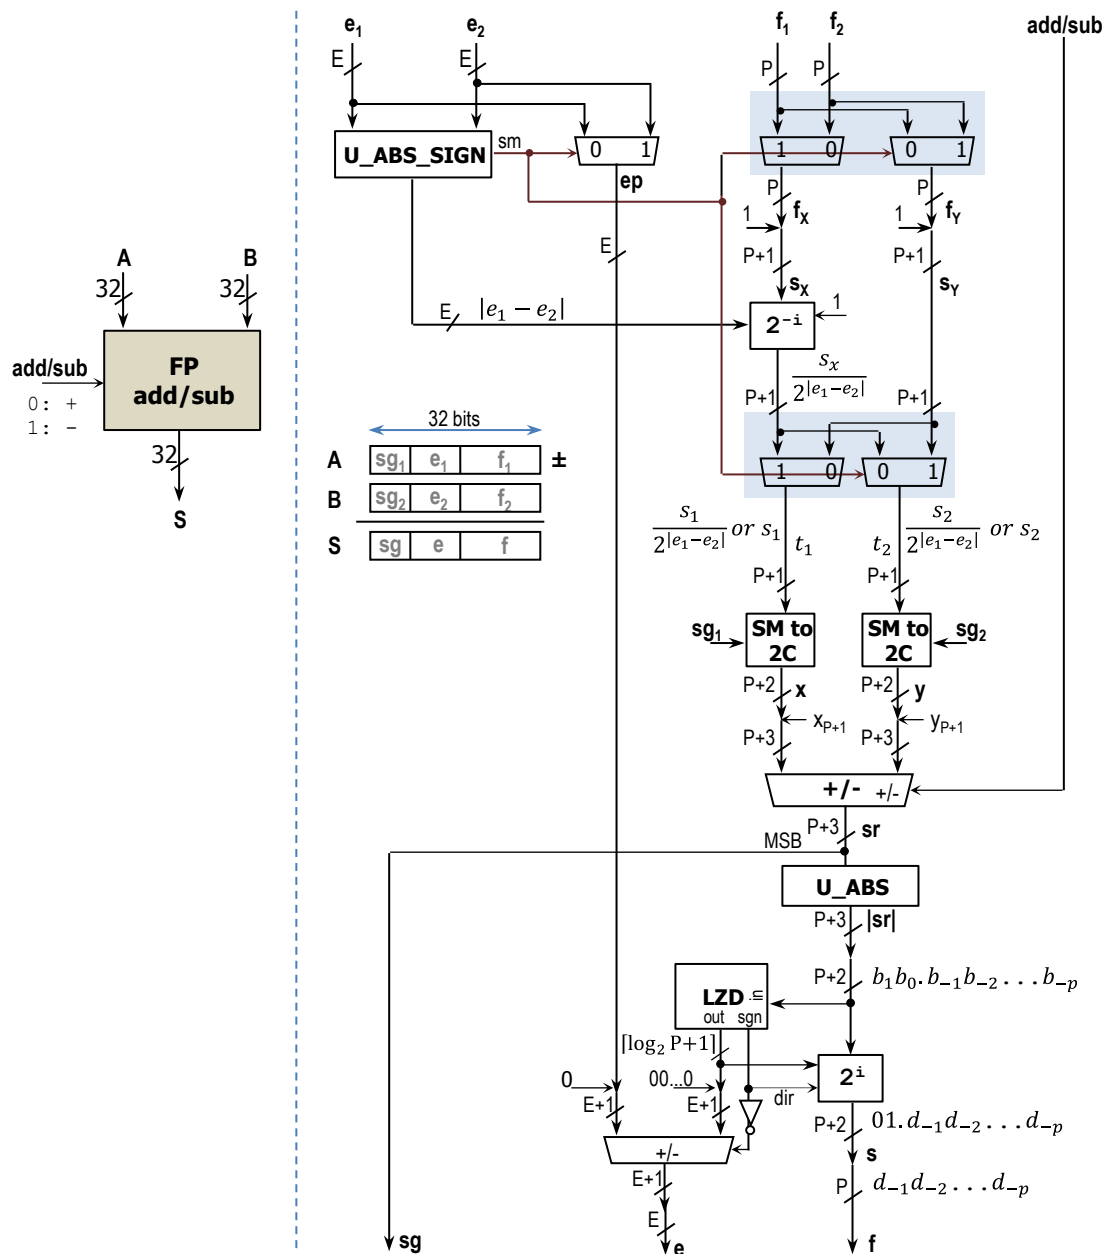 A
B
32
32
add/sub
0: +
1: -
FP
add/sub
32
S
e1
e2
f1
f2
add/sub
E
E
P
P
U_ABS_SIGN
sm
0 1
1 0
0 1
ep
P
fX
P
fY
1
1
P+1
sX
P+1
sY
E
E
|e1 − e2|
2⁻ⁱ
1
sx
2^|e1−e2|
P+1
P+1
32 bits
A
sg1 e1 f1
±
B
sg2 e2 f2
S
sg e f
1 0
0 1
s1
2^|e1−e2| or s1
s2
2^|e1−e2| or s2
t1
t2
P+1
P+1
sg1
SM to
2C
SM to
2C
sg2
P+2
x
P+2
y
xP+1
yP+1
P+3
P+3
+/- +/-
P+3
sr
MSB
U_ABS
P+3
|sr|
P+2
b1b0.b−1b−2...b−p
LZD
in
out sgn
⌈log2 P+1⌉
2ⁱ
0
00...0
dir
E+1
E+1
P+2
01.d−1d−2...d−p
+/-
s
E+1
P
d−1d−2...d−p
E
sg
e
f